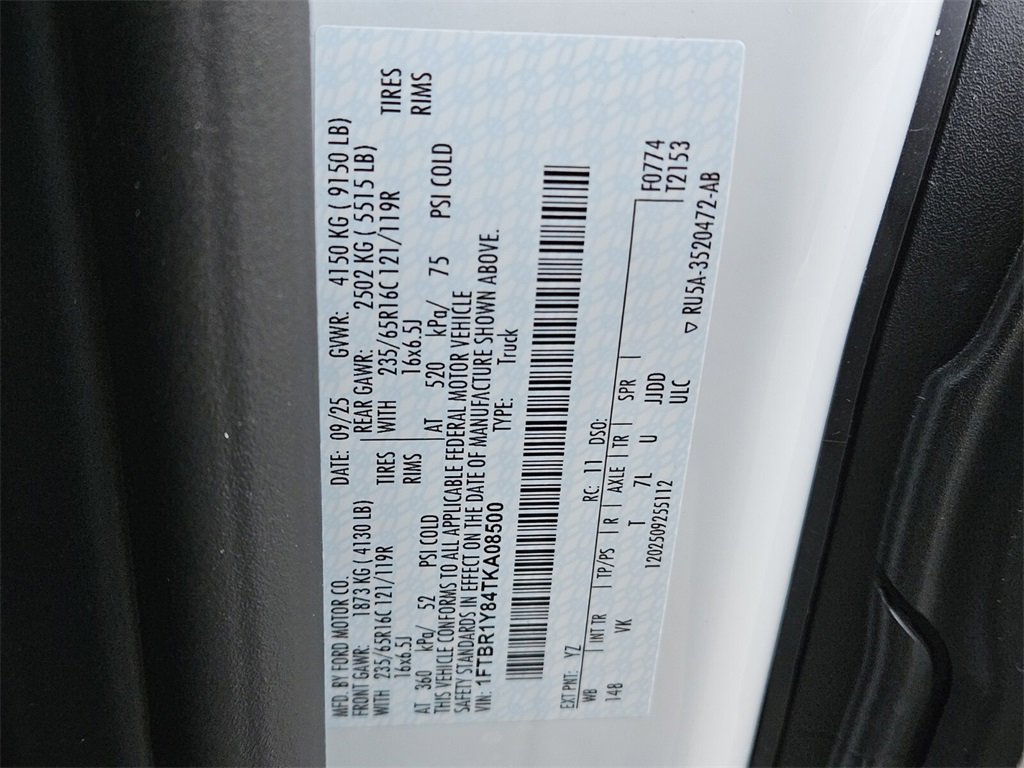 MFD. BY FORD MOTOR CO. DATE: 09/25 GVWR: 4150 KG ( 9150 LB)
FRONT GAWR: 1873 KG (4130 LB) REAR GAWR: 2502 KG ( 5515 LB)
WITH 235/65R16C 121/119R TIRES WITH 235/65R16C 121/119R TIRES
16x6.5J RIMS 16x6.5J RIMS
AT 360 kPa/ 52 PSI COLD AT 520 kPa/ 75 PSI COLD
THIS VEHICLE CONFORMS TO ALL APPLICABLE FEDERAL MOTOR VEHICLE
SAFETY STANDARDS IN EFFECT ON THE DATE OF MANUFACTURE SHOWN ABOVE.
VIN: 1FTBR1Y84TKA08500 TYPE: Truck
EXT PNT: YZ RC: 11 DSO: F0774
WB INT TR TP/PS R AXLE TR SPR T2153
148 VK T 7L U JJDD
1202509255112 ULC
▽ RU5A-3520472-AB